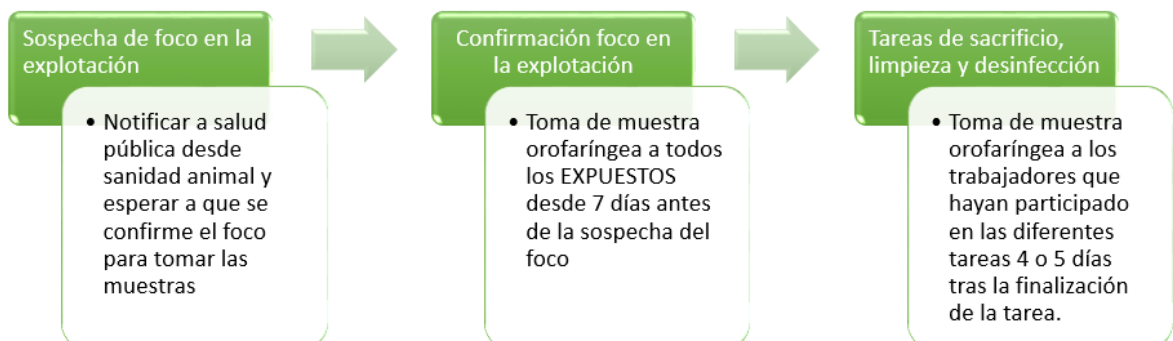 Sospecha de foco en la
explotación
• Notificar a salud
pública desde
sanidad animal y
esperar a que se
confirme el foco
para tomar las
muestras
Confirmación foco en
la explotación
• Toma de muestra
orofaríngea a todos
los EXPUESTOS
desde 7 días antes
de la sospecha del
foco
Tareas de sacrificio,
limpieza y desinfección
• Toma de muestra
orofaríngea a los
trabajadores que
hayan participado
en las diferentes
tareas 4 o 5 días
tras la finalización
de la tarea.